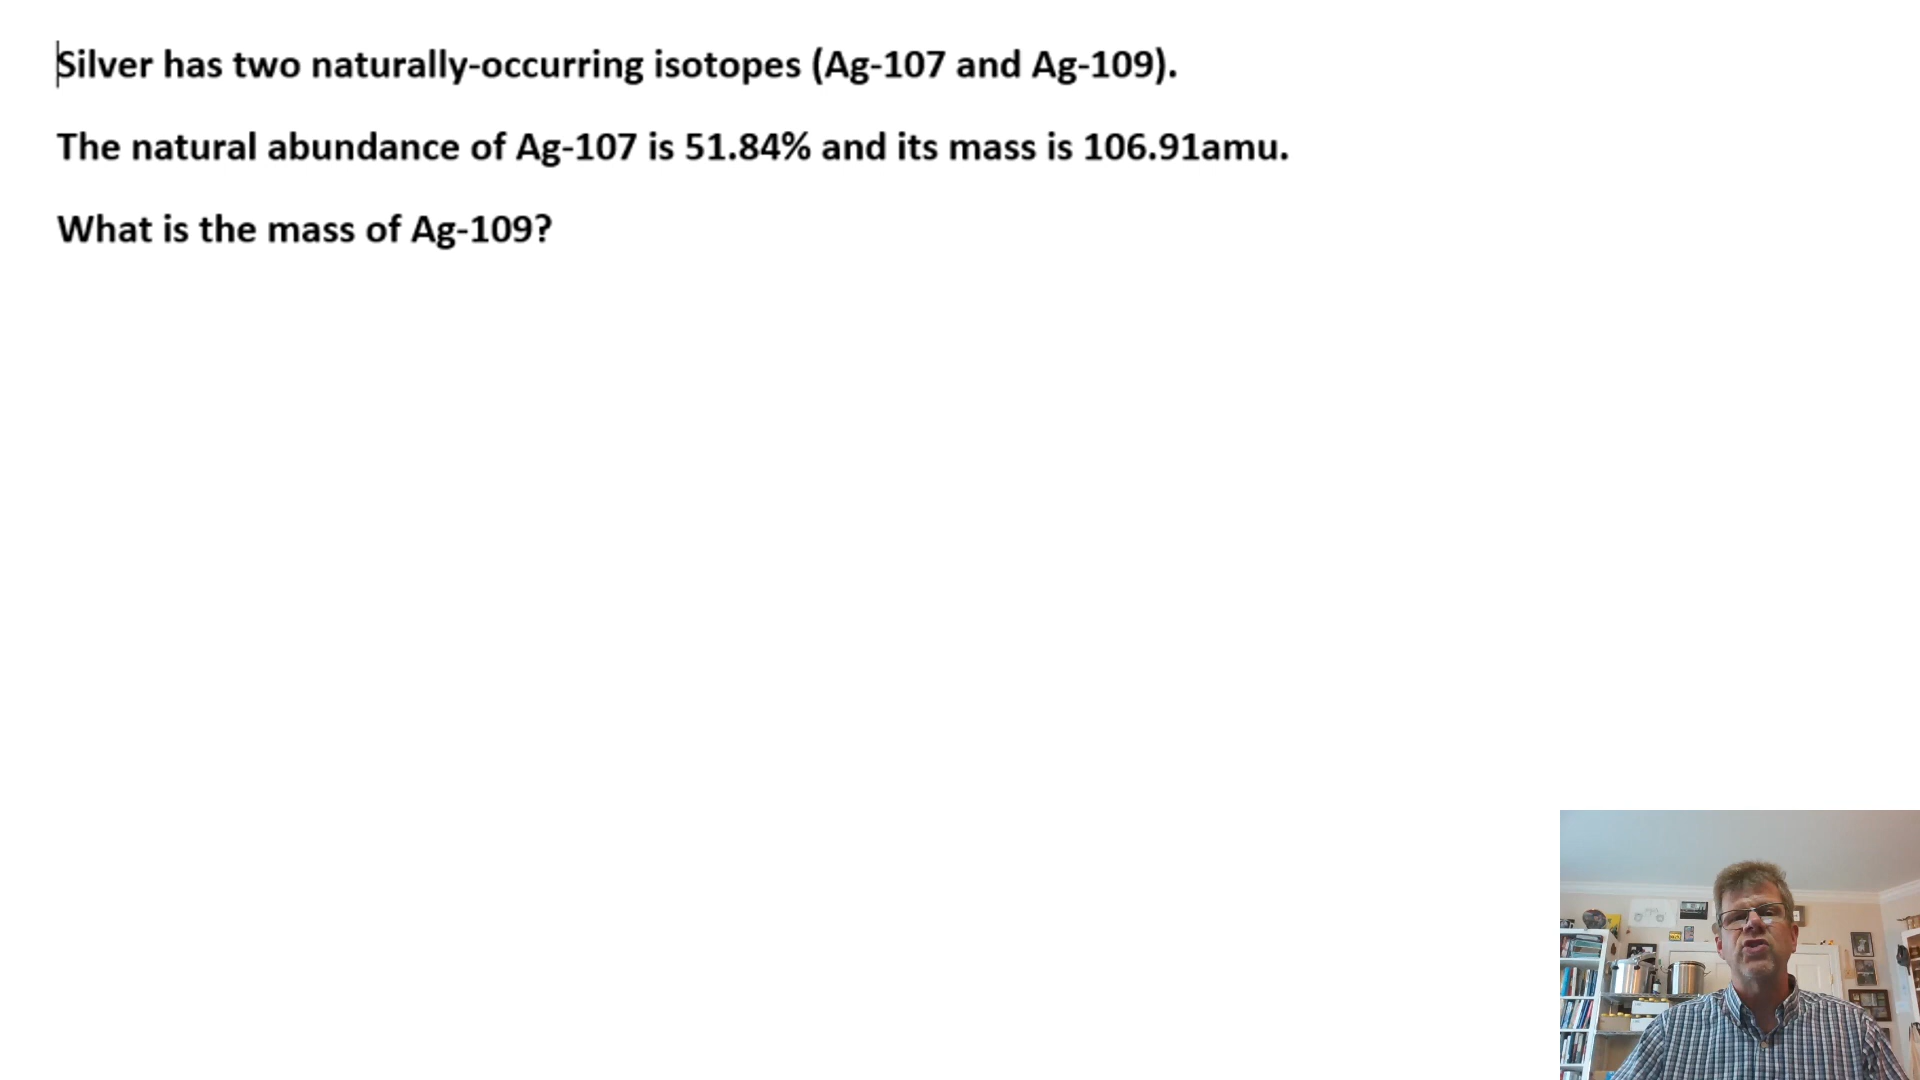 Silver has two naturally-occurring isotopes (Ag-107 and Ag-109).
The natural abundance of Ag-107 is 51.84% and its mass is 106.91amu.
What is the mass of Ag-109?